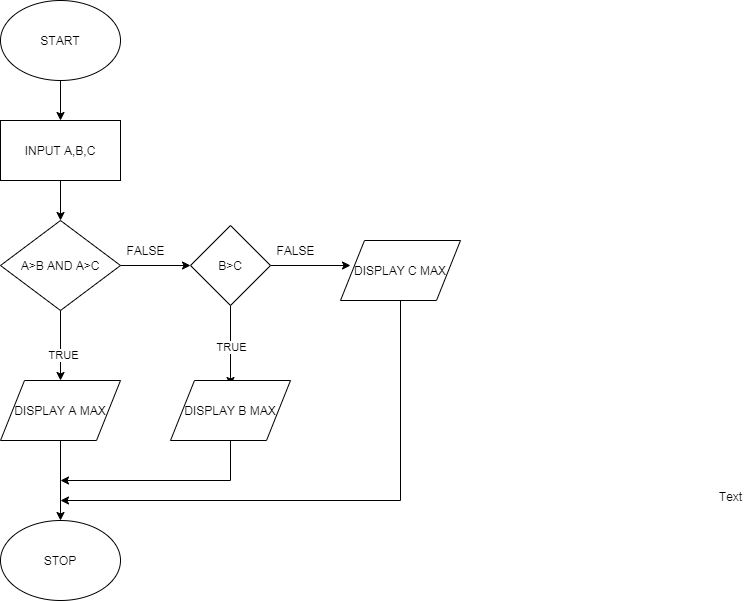 START
INPUT A,B,C
A>B AND A>C
FALSE
B>C
FALSE
DISPLAY C MAX
TRUE
TRUE
DISPLAY A MAX
DISPLAY B MAX
Text
STOP